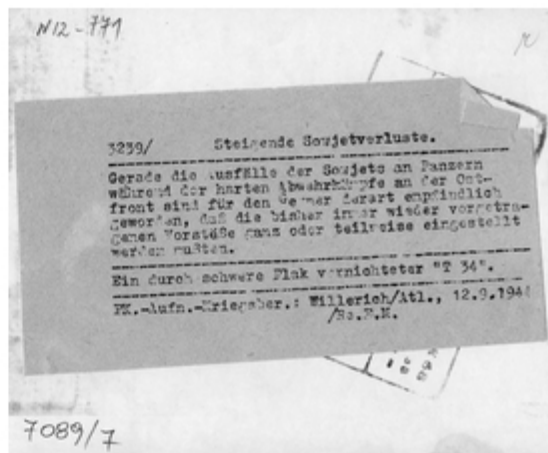 N12-771
3239/ Steigende Sowjetverluste.
Gerade die Ausfälle der Sowjets an Panzern
während der harten Abwehrkämpfe an der Ost-
front sind für den Gegner derart empfindlich
geworden, daß die bisher immer wieder vorgetra-
genen Vorstöße ganz oder teilweise eingestellt
werden mußten.
Ein durch schwere Flak vernichteter "T 34".
PK.-Aufn.-Kriegsber.: Willerich/Atl., 12.9.194
7089/7